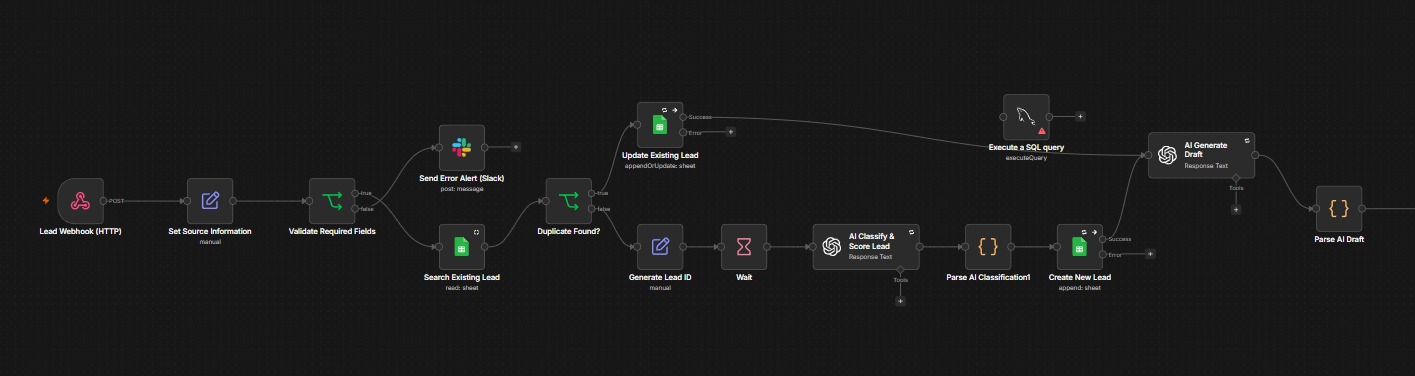 Lead Webhook (HTTP)
POST
Set Source Information
manual
Validate Required Fields
true
false
Send Error Alert (Slack)
post: message
Search Existing Lead
read: sheet
Duplicate Found?
true
false
Update Existing Lead
appendOrUpdate: sheet
Success
Error
Generate Lead ID
manual
Wait
AI Classify &
Score Lead
Response Text
Tools
Parse AI Classification1
Create New Lead
append: sheet
Success
Error
Execute a SQL query
executeQuery
AI Generate
Draft
Response Text
Tools
Parse AI Draft